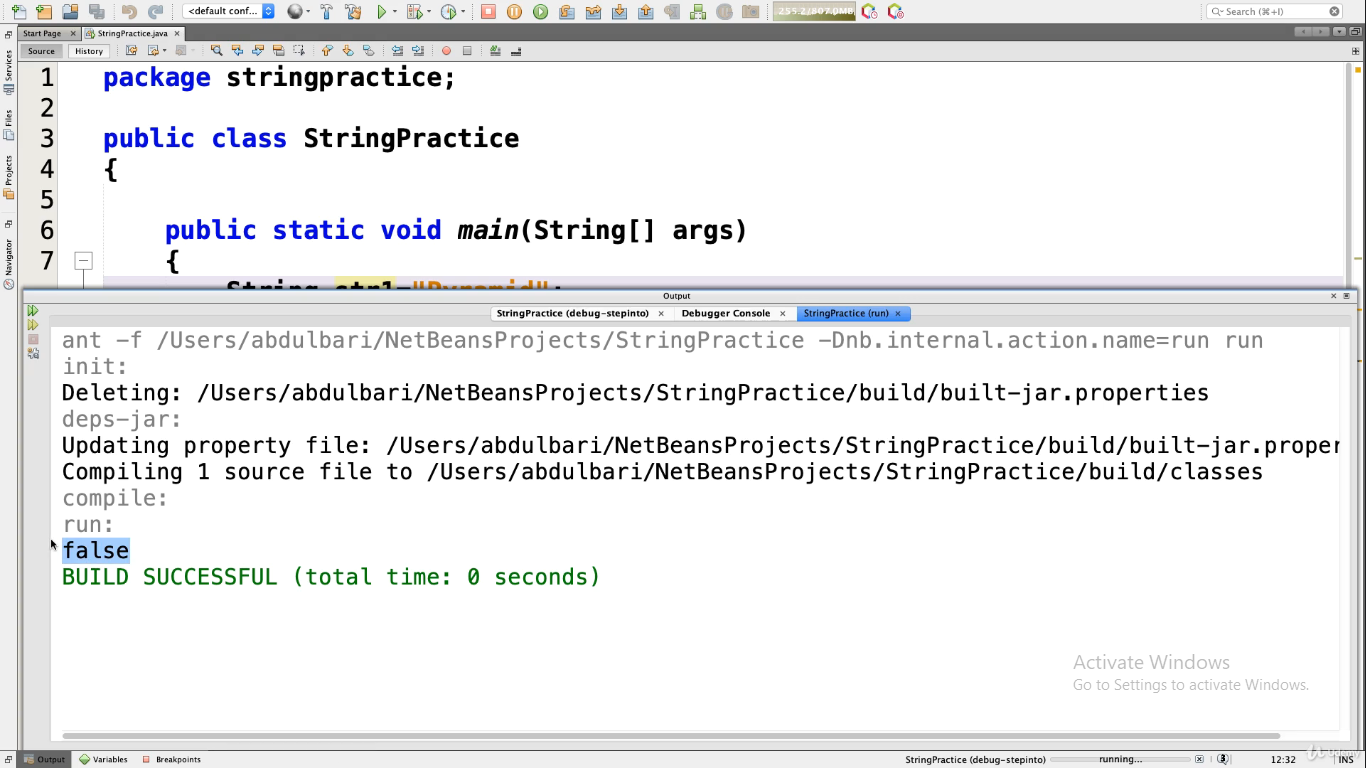 <default conf...
255.2/807.0MB
Search (⌘+I)
Start Page
StringPractice.java
Source
History
Services
Files
Projects
Navigator
1 package stringpractice;
2
3 public class StringPractice
4 {
5
6 public static void main(String[] args)
7 {
String str1="Pyramid";
Output
StringPractice (debug-stepinto)
Debugger Console
StringPractice (run)
ant -f /Users/abdulbari/NetBeansProjects/StringPractice -Dnb.internal.action.name=run run
init:
Deleting: /Users/abdulbari/NetBeansProjects/StringPractice/build/built-jar.properties
deps-jar:
Updating property file: /Users/abdulbari/NetBeansProjects/StringPractice/build/built-jar.proper
Compiling 1 source file to /Users/abdulbari/NetBeansProjects/StringPractice/build/classes
compile:
run:
false
BUILD SUCCESSFUL (total time: 0 seconds)
Activate Windows
Go to Settings to activate Windows.
Output
Variables
Breakpoints
StringPractice (debug-stepinto)
running...
3
12:32
INS
Udemy